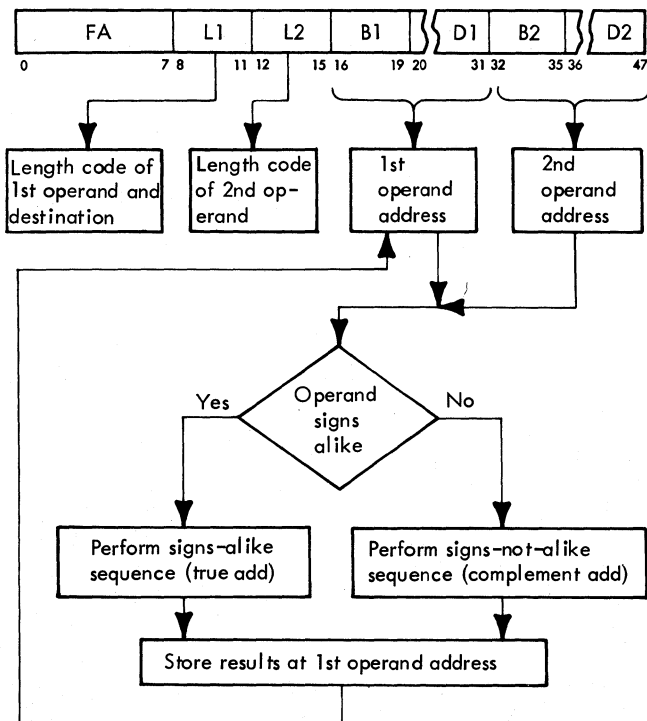 FA L1 L2 B1 D1 B2 D2
0 7 8 11 12 15 16 19 20 31 32 35 36 47
Length code of
1st operand and
destination
Length code
of 2nd op-
erand
1st
operand
address
2nd
operand
address
Operand
signs
alike
Yes
No
Perform signs-alike
sequence (true add)
Perform signs-not-alike
sequence (complement add)
Store results at 1st operand address